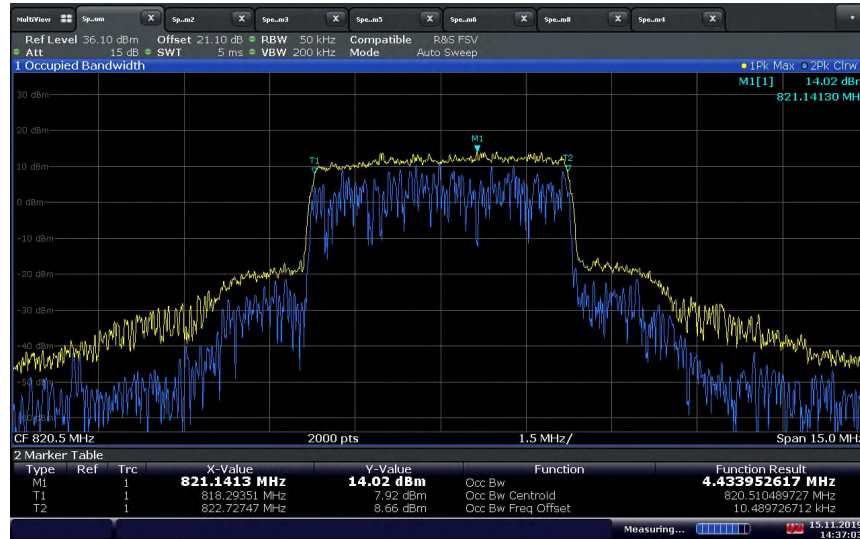 MultiView Sp..um X Sp..m2 X Spe..m3 X Spe..m5 X Spe..m6 X Spe..m8 X Spe..m4 X
Ref Level 36.10 dBm Offset 21.10 dB RBW 50 kHz Compatible R&S FSV
Att 15 dB SWT 5 ms VBW 200 kHz Mode Auto Sweep
1 Occupied Bandwidth 1Pk Max 2Pk Clrw
M1[1] 14.02 dBm
821.14130 MH
30 dBm
20 dBm
M1
T1 T2
10 dBm
0 dBm
-10 dBm
-20 dBm
-30 dBm
-40 dBm
-50 dBm
CF 820.5 MHz 2000 pts 1.5 MHz/ Span 15.0 MHz
2 Marker Table
Type Ref Trc X-Value Y-Value Function Function Result
M1 1 821.1413 MHz 14.02 dBm Occ Bw 4.433952617 MHz
T1 1 818.29351 MHz 7.92 dBm Occ Bw Centroid 820.510489727 MHz
T2 1 822.72747 MHz 8.66 dBm Occ Bw Freq Offset 10.489726712 kHz
Measuring... 15.11.2019
14:37:03